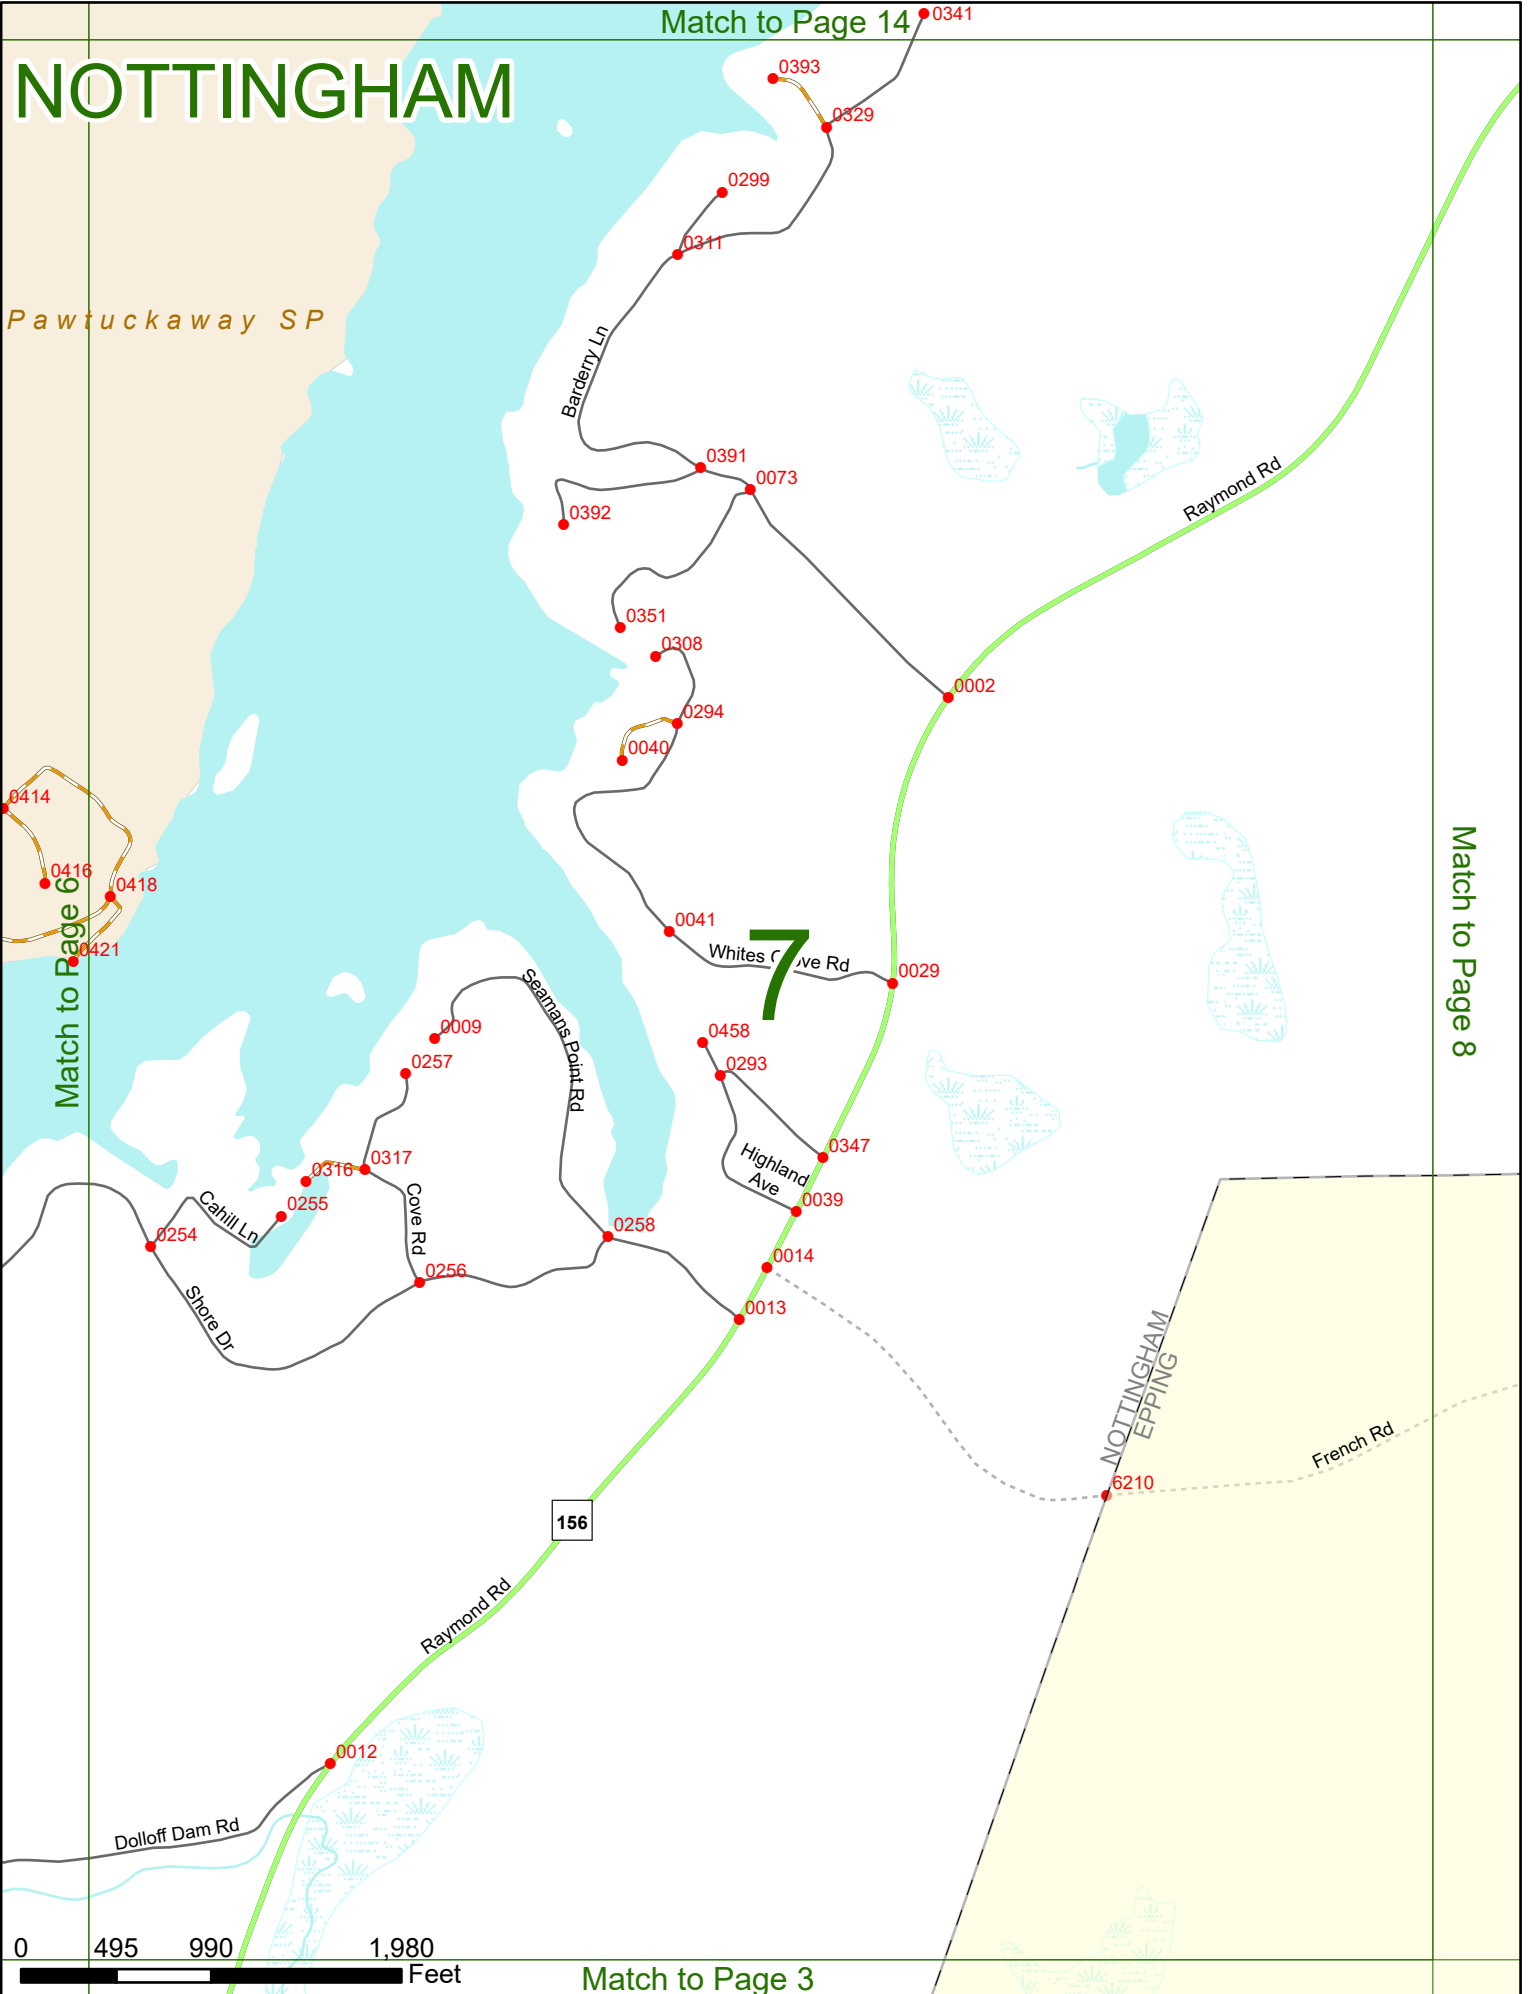 Match to Page 14
0341
NOTTINGHAM
0393
0329
0299
0311
Pawtuckaway SP
Barderry Ln
0391
0073
Raymond Rd
0392
0351
0308
0002
0294
0040
0414
0416
0418
0421
Match to Page 6
Match to Page 8
0041
7
Whites Grove Rd
0029
Seamans Point Rd
0009
0458
0257
0293
0347
Highland
Ave
0317
0316
Cahill Ln
0255
Cove Rd
0039
0254
0258
0014
0256
Shore Dr
0013
NOTTINGHAM
EPPING
French Rd
6210
156
Raymond Rd
0012
Dolloff Dam Rd
0 495 990 1,980
Feet
Match to Page 3